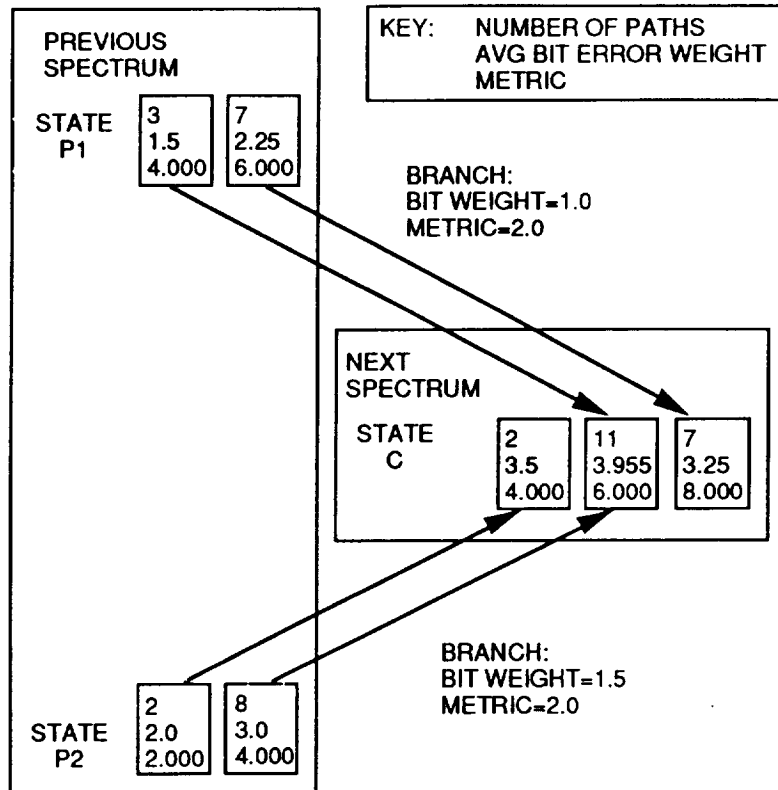 KEY: NUMBER OF PATHS
AVG BIT ERROR WEIGHT
METRIC
PREVIOUS
SPECTRUM
STATE
P1
3
1.5
4.000
7
2.25
6.000
BRANCH:
BIT WEIGHT=1.0
METRIC=2.0
NEXT
SPECTRUM
STATE
C
2
3.5
4.000
11
3.955
6.000
7
3.25
8.000
BRANCH:
BIT WEIGHT=1.5
METRIC=2.0
STATE
P2
2
2.0
2.000
8
3.0
4.000